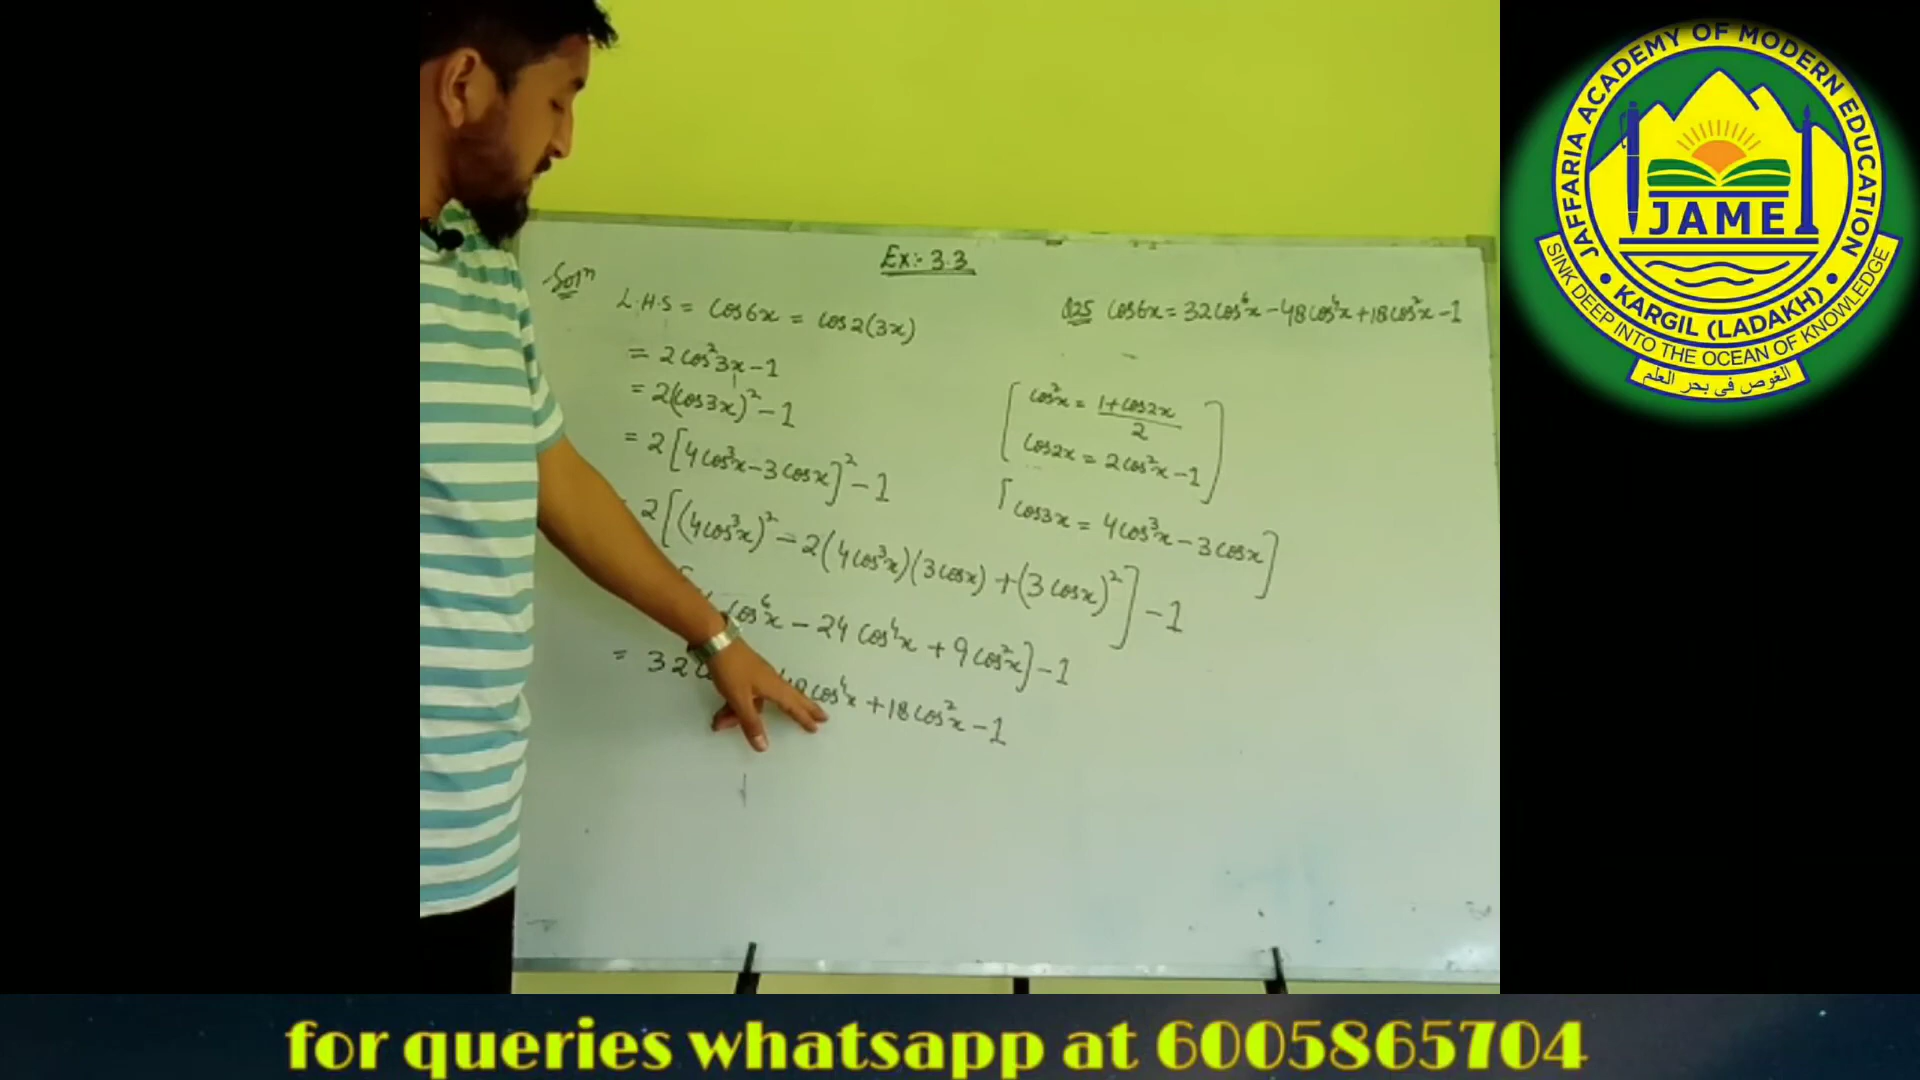 Ex:- 3.3
Soln
L.H.S = cos6x = cos2(3x)
= 2cos²3x-1
= 2(cos3x)²-1
= 2[4cos³x-3cosx]²-1
2[(4cos³x)² - 2(4cos³x)(3cosx) + (3cosx)²]-1
cos⁶x - 24 cos⁴x + 9cos²x]-1
= 32 cos⁴x + 18cos²x - 1
Q25 cos6x = 32cos⁶x - 48cos⁴x + 18cos²x - 1
[cos²x = 1+cos2x
2
cos2x = 2cos²x - 1]
[cos3x = 4cos³x - 3cosx]
JAFFARIA ACADEMY OF MODERN EDUCATION
JAME
• KARGIL (LADAKH) •
SINK DEEP INTO THE OCEAN OF KNOWLEDGE
الغوص في بحر العلم
for queries whatsapp at 6005865704